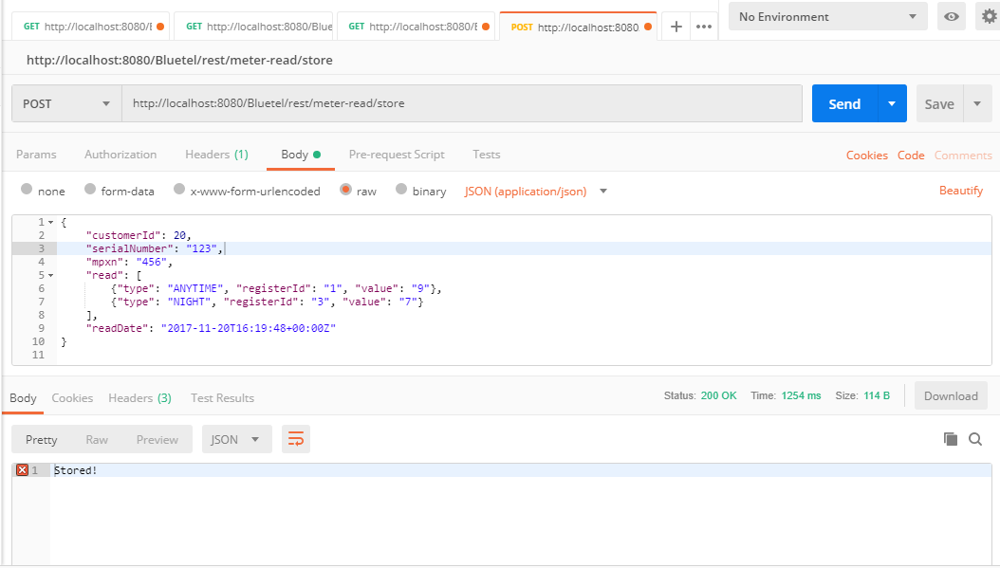 GET http://localhost:8080/E GET http://localhost:8080/Blue GET http://localhost:8080/E POST http://localhost:8080 + ••• No Environment
http://localhost:8080/Bluetel/rest/meter-read/store
POST http://localhost:8080/Bluetel/rest/meter-read/store Send Save
Params Authorization Headers (1) Body Pre-request Script Tests Cookies Code Comments
none form-data x-www-form-urlencoded raw binary JSON (application/json) Beautify
1 {
2 "customerId": 20,
3 "serialNumber": "123",
4 "mpxn": "456",
5 "read": [
6 {"type": "ANYTIME", "registerId": "1", "value": "9"},
7 {"type": "NIGHT", "registerId": "3", "value": "7"}
8 ],
9 "readDate": "2017-11-20T16:19:48+00:00Z"
10 }
11
Body Cookies Headers (3) Test Results Status: 200 OK Time: 1254 ms Size: 114 B Download
Pretty Raw Preview JSON
1 Stored!